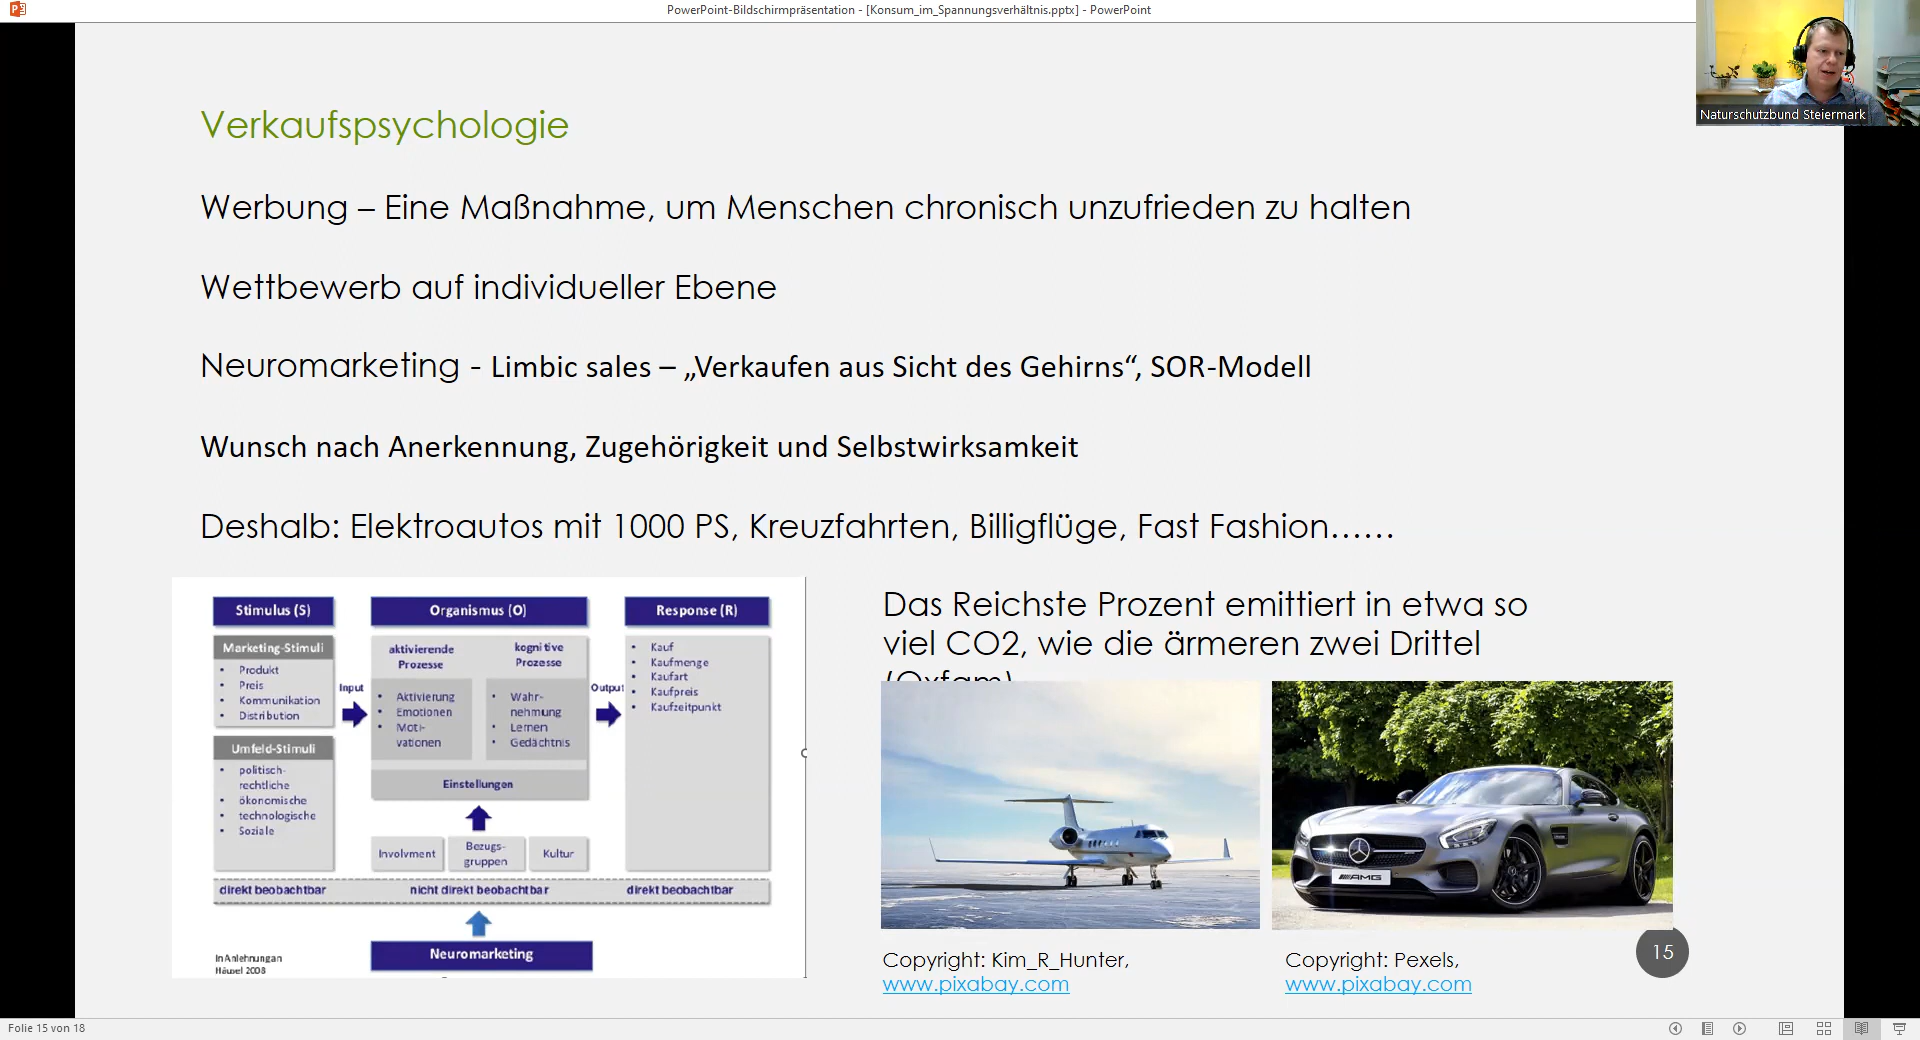 PowerPoint-Bildschirmpräsentation - [Konsum_im_Spannungsverhältnis.pptx] - PowerPoint
Naturschutzbund Steiermark
Verkaufspsychologie
Werbung – Eine Maßnahme, um Menschen chronisch unzufrieden zu halten
Wettbewerb auf individueller Ebene
Neuromarketing - Limbic sales – „Verkaufen aus Sicht des Gehirns“, SOR-Modell
Wunsch nach Anerkennung, Zugehörigkeit und Selbstwirksamkeit
Deshalb: Elektroautos mit 1000 PS, Kreuzfahrten, Billigflüge, Fast Fashion……
Stimulus (S)
Marketing-Stimuli
• Produkt
• Preis
• Kommunikation
• Distribution
Umfeld-Stimuli
• politisch-
rechtliche
• ökonomische
• technologische
• Soziale
Input
Organismus (O)
aktivierende
Prozesse
• Aktivierung
• Emotionen
• Moti-
vationen
kognitive
Prozesse
• Wahr-
nehmung
• Lernen
• Gedächtnis
Einstellungen
Involvment
Bezugs-
gruppen
Kultur
Output
Response (R)
• Kauf
• Kaufmenge
• Kaufart
• Kaufpreis
• Kaufzeitpunkt
direkt beobachtbar
nicht direkt beobachtbar
direkt beobachtbar
Neuromarketing
In Anlehnung an
Häusel 2008
Das Reichste Prozent emittiert in etwa so
viel CO2, wie die ärmeren zwei Drittel
(Oxfam)
AMG
Copyright: Kim_R_Hunter,
www.pixabay.com
Copyright: Pexels,
www.pixabay.com
15
Folie 15 von 18